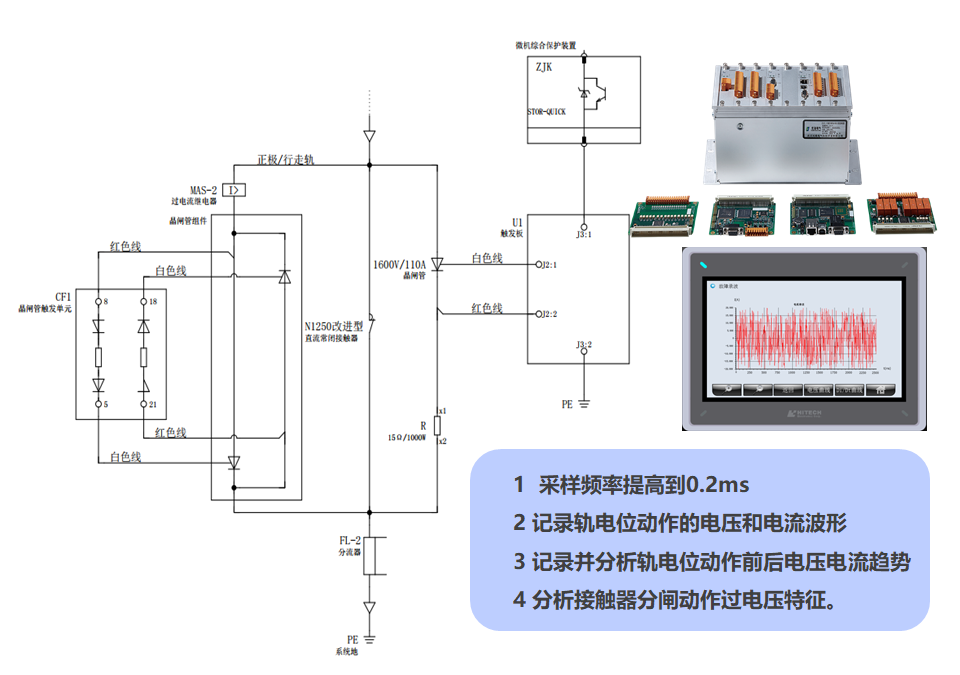 微机综合保护装置
ZJK
STOR-QUICK
正极/行走轨
MAS-2
I>
过电流继电器
晶闸管组件
红色线
白色线
CF1
晶闸管触发单元
8
18
5
21
红色线
白色线
1600V/110A
晶闸管
N1250改进型
直流常闭接触器
白色线
红色线
U1
触发板
J3:1
J2:1
J2:2
J3:2
PE
R
15Ω/1000W
x1
x2
FL-2
分流器
PE
系统地
故障录波
HITECH
1 采样频率提高到0.2ms
2 记录轨电位动作的电压和电流波形
3 记录并分析轨电位动作前后电压电流趋势
4 分析接触器分闸动作过电压特征。